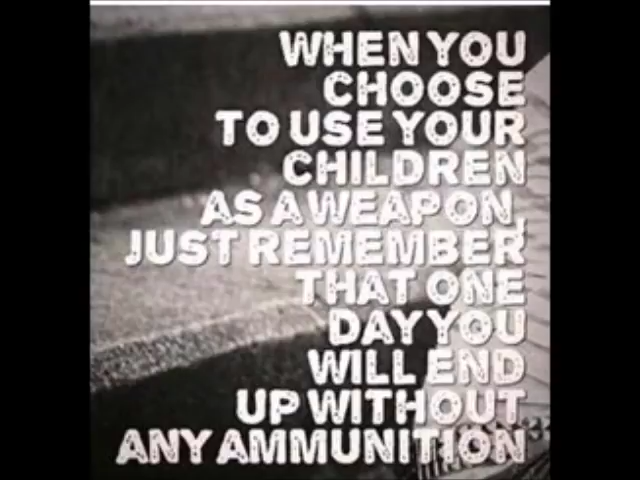 WHEN YOU
CHOOSE
TO USE YOUR
CHILDREN
AS A WEAPON,
JUST REMEMBER
THAT ONE
DAY YOU
WILL END
UP WITHOUT
ANY AMMUNITION